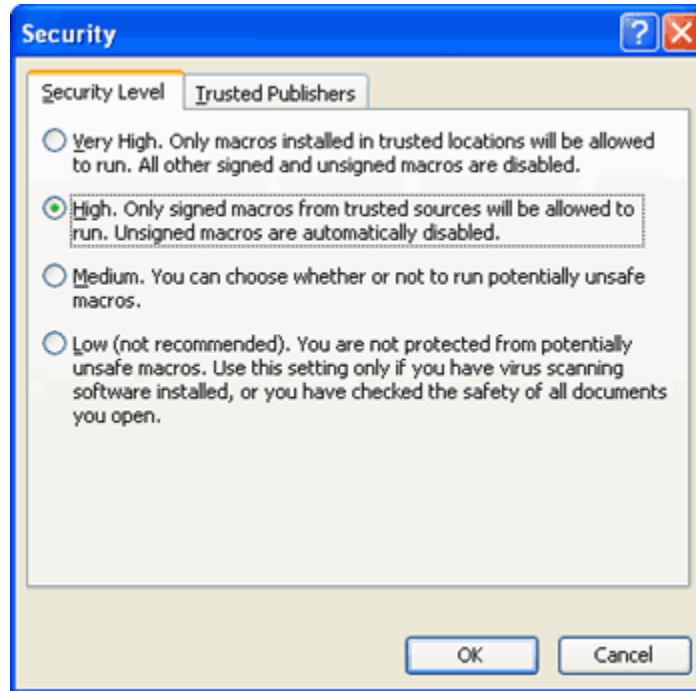 Security
Security Level
Trusted Publishers
Very High. Only macros installed in trusted locations will be allowed
to run. All other signed and unsigned macros are disabled.
High. Only signed macros from trusted sources will be allowed to
run. Unsigned macros are automatically disabled.
Medium. You can choose whether or not to run potentially unsafe
macros.
Low (not recommended). You are not protected from potentially
unsafe macros. Use this setting only if you have virus scanning
software installed, or you have checked the safety of all documents
you open.
OK
Cancel